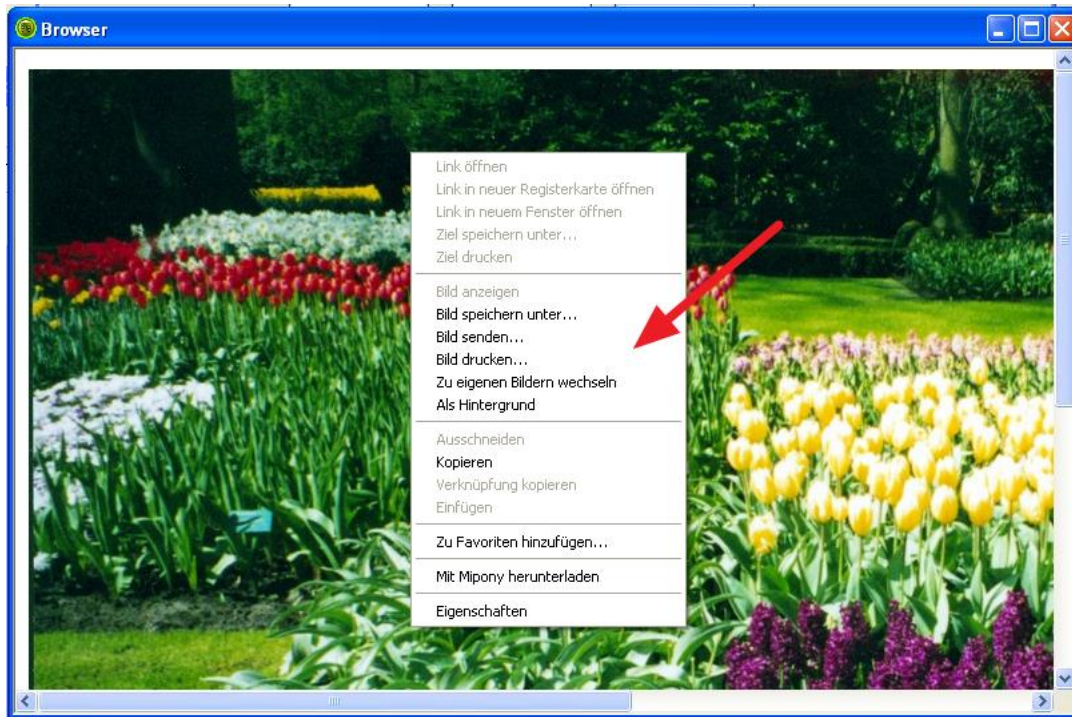 Browser
Link öffnen
Link in neuer Registerkarte öffnen
Link in neuem Fenster öffnen
Ziel speichern unter...
Ziel drucken
Bild anzeigen
Bild speichern unter...
Bild senden...
Bild drucken...
Zu eigenen Bildern wechseln
Als Hintergrund
Ausschneiden
Kopieren
Verknüpfung kopieren
Einfügen
Zu Favoriten hinzufügen...
Mit Mipony herunterladen
Eigenschaften